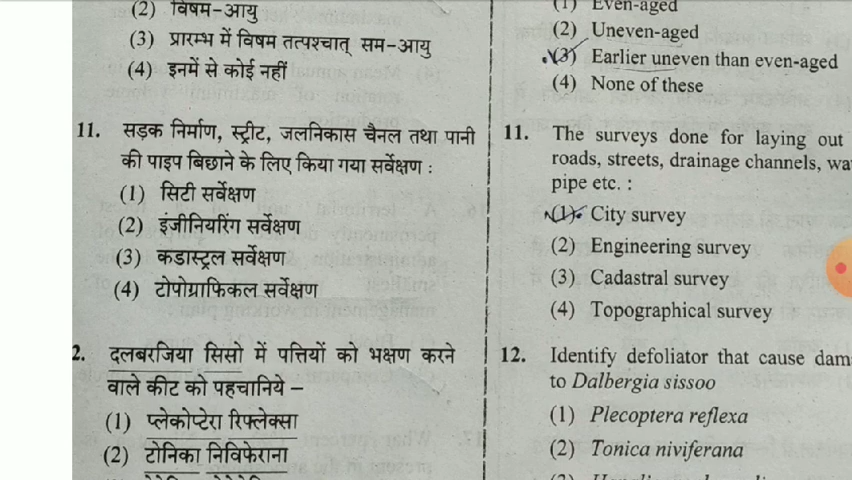 (2) विषम-आयु
(3) प्रारम्भ में विषम तत्पश्चात् सम-आयु
(4) इनमें से कोई नहीं
11. सड़क निर्माण, स्ट्रीट, जलनिकास चैनल तथा पानी
की पाइप बिछाने के लिए किया गया सर्वेक्षण :
(1) सिटी सर्वेक्षण
(2) इंजीनियरिंग सर्वेक्षण
(3) कडास्ट्रल सर्वेक्षण
(4) टोपोग्राफिकल सर्वेक्षण
2. दलबरजिया सिसो में पत्तियों को भक्षण करने
वाले कीट को पहचानिये –
(1) प्लेकोप्टेरा रिफ्लेक्सा
(2) टोनिका निविफेराना
(1) Even-aged
(2) Uneven-aged
(3) Earlier uneven than even-aged
(4) None of these
11. The surveys done for laying out
roads, streets, drainage channels, wa
pipe etc. :
(1) City survey
(2) Engineering survey
(3) Cadastral survey
(4) Topographical survey
12. Identify defoliator that cause dam
to Dalbergia sissoo
(1) Plecoptera reflexa
(2) Tonica niviferana